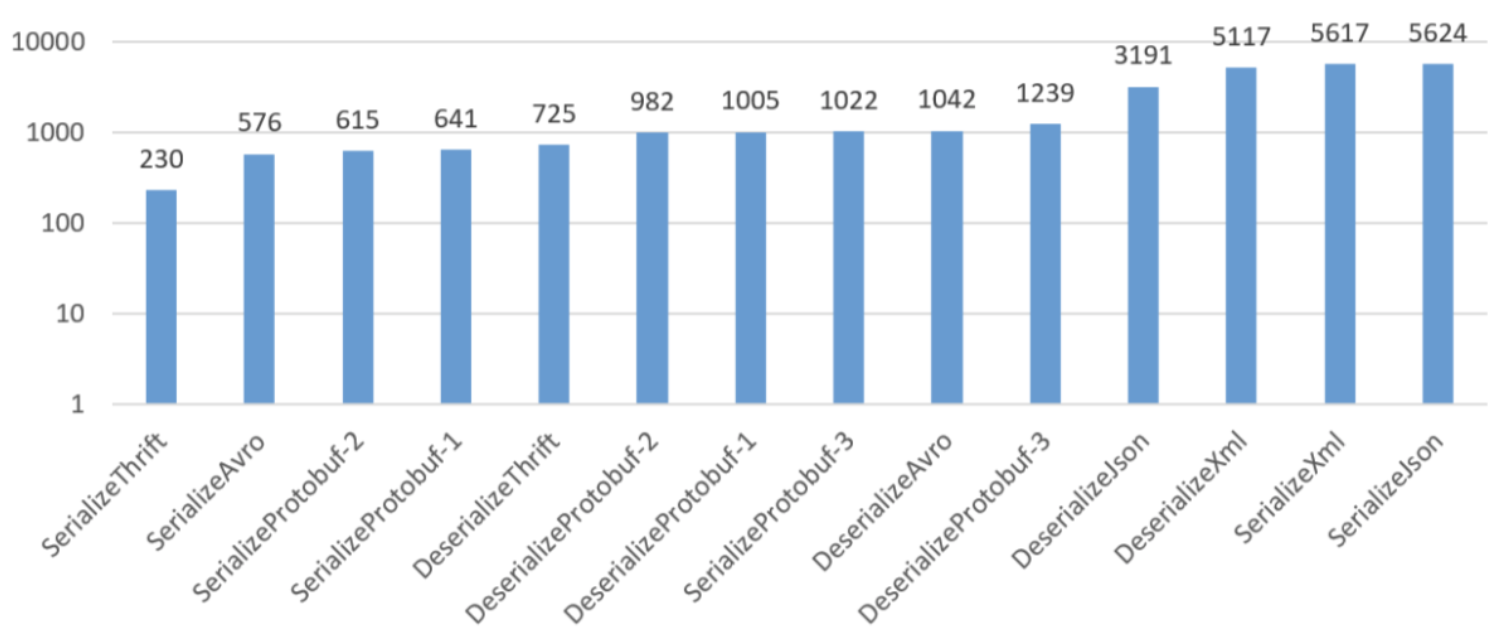 10000
1000
100
10
1
230
576
615
641
725
982
1005
1022
1042
1239
3191
5117
5617
5624
SerializeThrift
SerializeAvro
SerializeProtobuf-2
SerializeProtobuf-1
DeserializeThrift
DeserializeProtobuf-2
DeserializeProtobuf-1
SerializeProtobuf-3
DeserializeAvro
DeserializeProtobuf-3
DeserializeJson
DeserializeXml
SerializeXml
SerializeJson